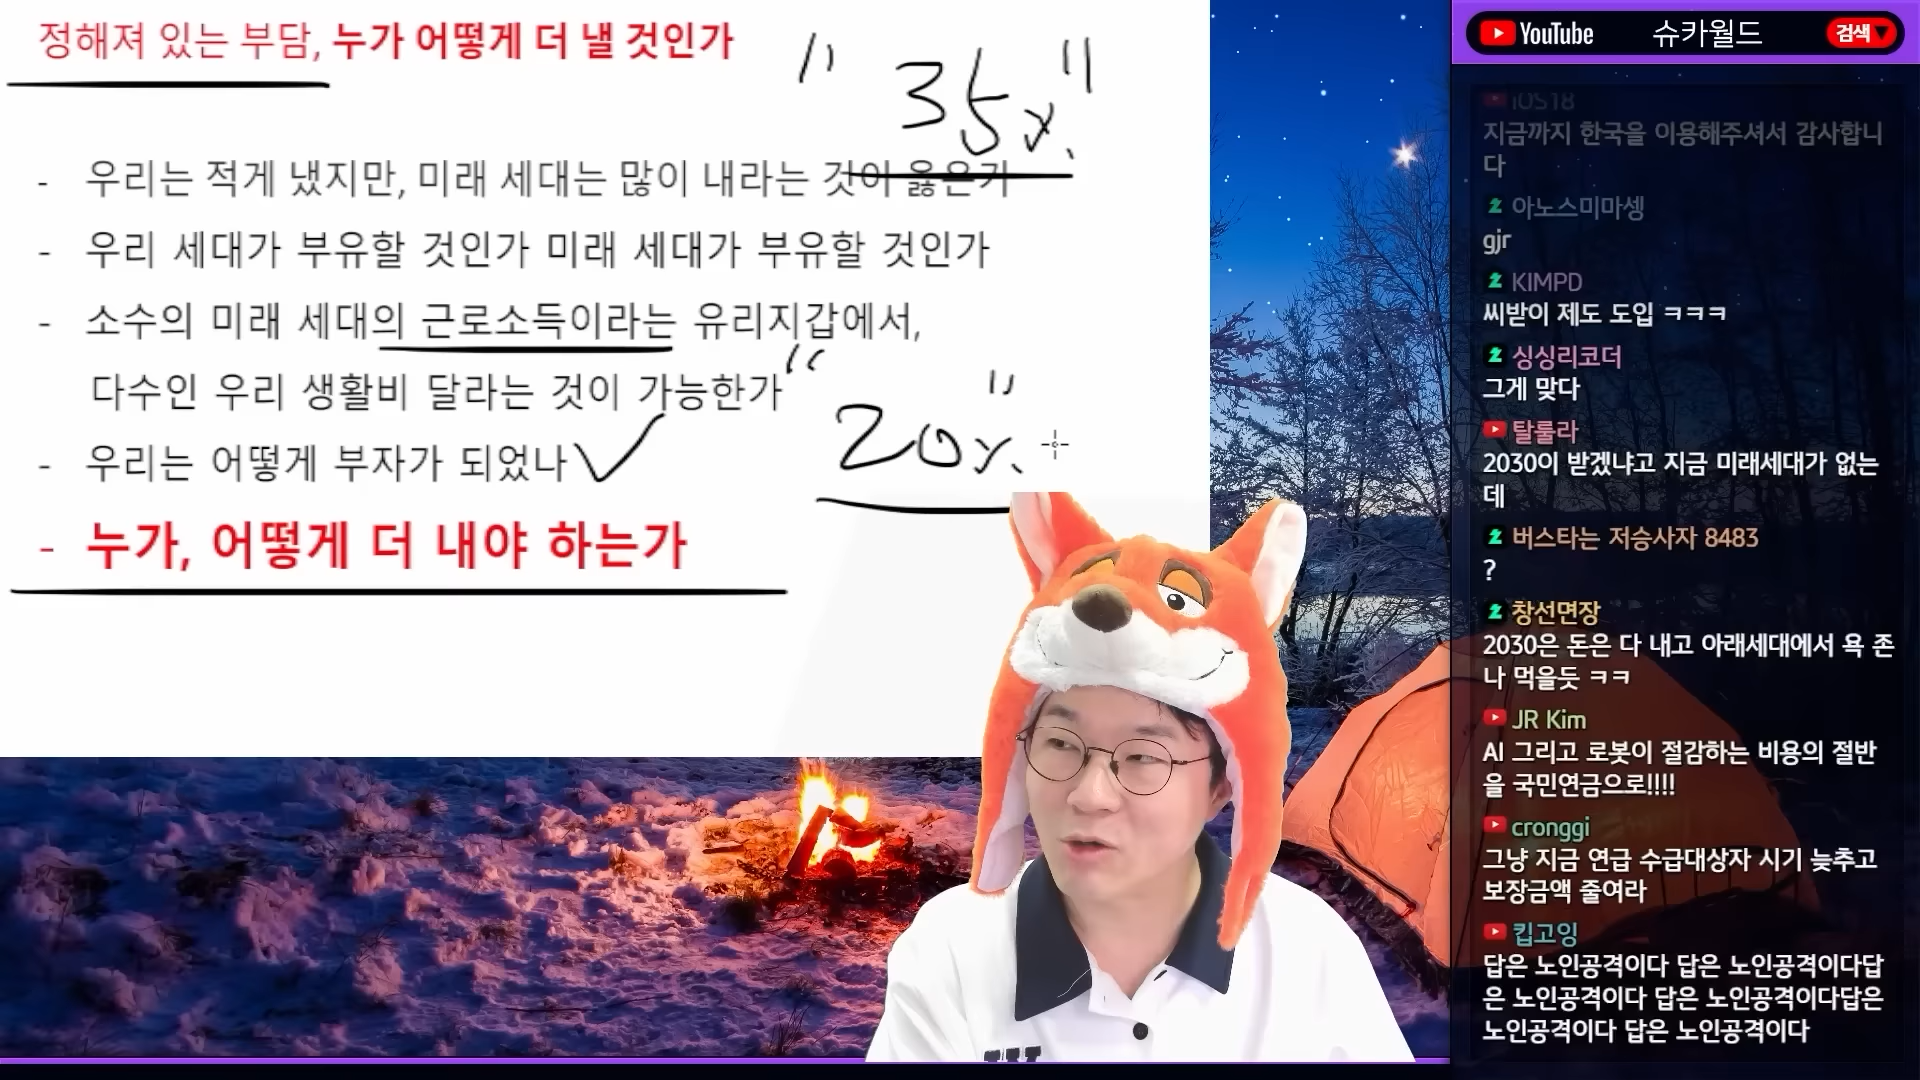 정해져 있는 부담, 누가 어떻게 더 낼 것인가
"35%."
- 우리는 적게 냈지만, 미래 세대는 많이 내라는 것이 옳은가
- 우리 세대가 부유할 것인가 미래 세대가 부유할 것인가
- 소수의 미래 세대의 근로소득이라는 유리지갑에서,
다수인 우리 생활비 달라는 것이 가능한가
"20%."
- 우리는 어떻게 부자가 되었나
- 누가, 어떻게 더 내야 하는가
YouTube 슈카월드 검색
iOS18
지금까지 한국을 이용해주셔서 감사합니
다
아노스미마셍
gjr
KIMPD
씨받이 제도 도입 ㅋㅋㅋ
싱싱리코더
그게 맞다
탈룰라
2030이 받겠냐고 지금 미래세대가 없는
데
버스타는 저승사자 8483
?
창선면장
2030은 돈은 다 내고 아래세대에서 욕 존
나 먹을듯 ㅋㅋ
JR Kim
AI 그리고 로봇이 절감하는 비용의 절반
을 국민연금으로!!!!
cronggi
그냥 지금 연급 수급대상자 시기 늦추고
보장금액 줄여라
킵고잉
답은 노인공격이다 답은 노인공격이다답
은 노인공격이다 답은 노인공격이다답은
노인공격이다 답은 노인공격이다